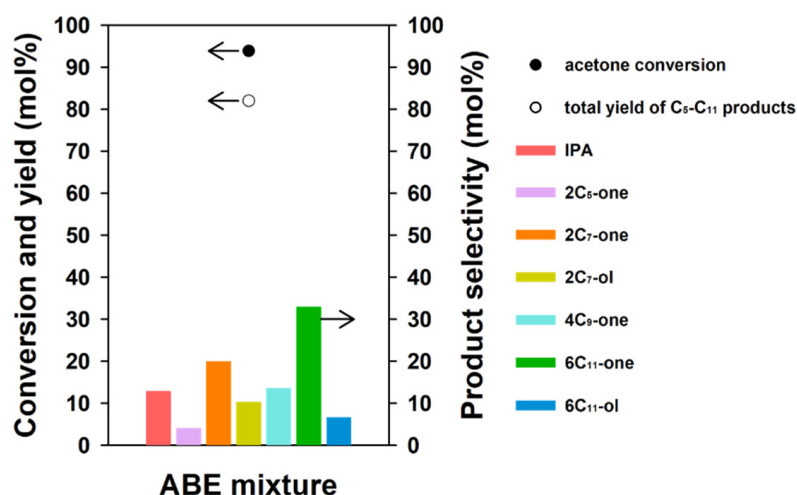 Conversion and yield (mol%)
100
90
80
70
60
50
40
30
20
10
0
100
90
80
70
60
50
40
30
20
10
0
Product selectivity (mol%)
ABE mixture
acetone conversion
total yield of C₅-C₁₁ products
IPA
2C₅-one
2C₇-one
2C₇-ol
4C₉-one
6C₁₁-one
6C₁₁-ol